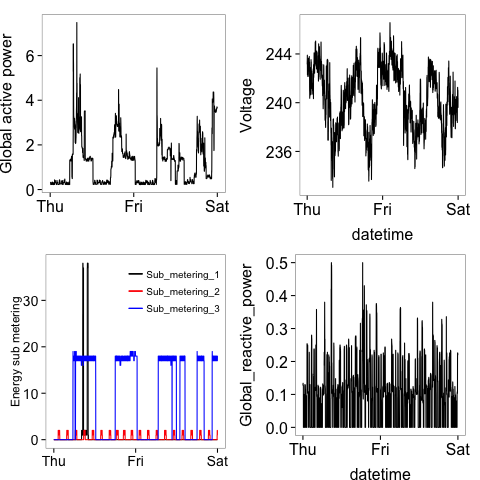 Global active power
6
4
2
0
Thu Fri Sat
Voltage
244
240
236
Thu Fri Sat
datetime
Energy sub metering
30
20
10
0
Sub_metering_1
Sub_metering_2
Sub_metering_3
Thu Fri Sat
Global_reactive_power
0.5
0.4
0.3
0.2
0.1
0.0
Thu Fri Sat
datetime